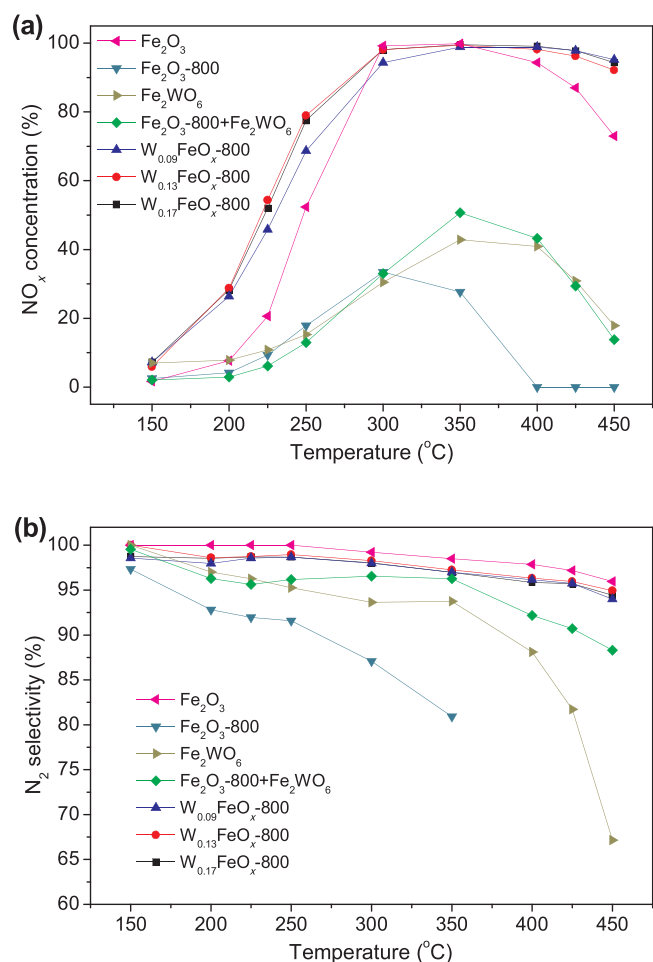 (a)
100
80
60
40
20
0
NOₓ concentration (%)
Fe₂O₃
Fe₂O₃-800
Fe₂WO₆
Fe₂O₃-800+Fe₂WO₆
W₀.₀₉FeOₓ-800
W₀.₁₃FeOₓ-800
W₀.₁₇FeOₓ-800
150 200 250 300 350 400 450
Temperature (°C)
(b)
100
95
90
85
80
75
70
65
60
N₂ selectivity (%)
Fe₂O₃
Fe₂O₃-800
Fe₂WO₆
Fe₂O₃-800+Fe₂WO₆
W₀.₀₉FeOₓ-800
W₀.₁₃FeOₓ-800
W₀.₁₇FeOₓ-800
150 200 250 300 350 400 450
Temperature (°C)